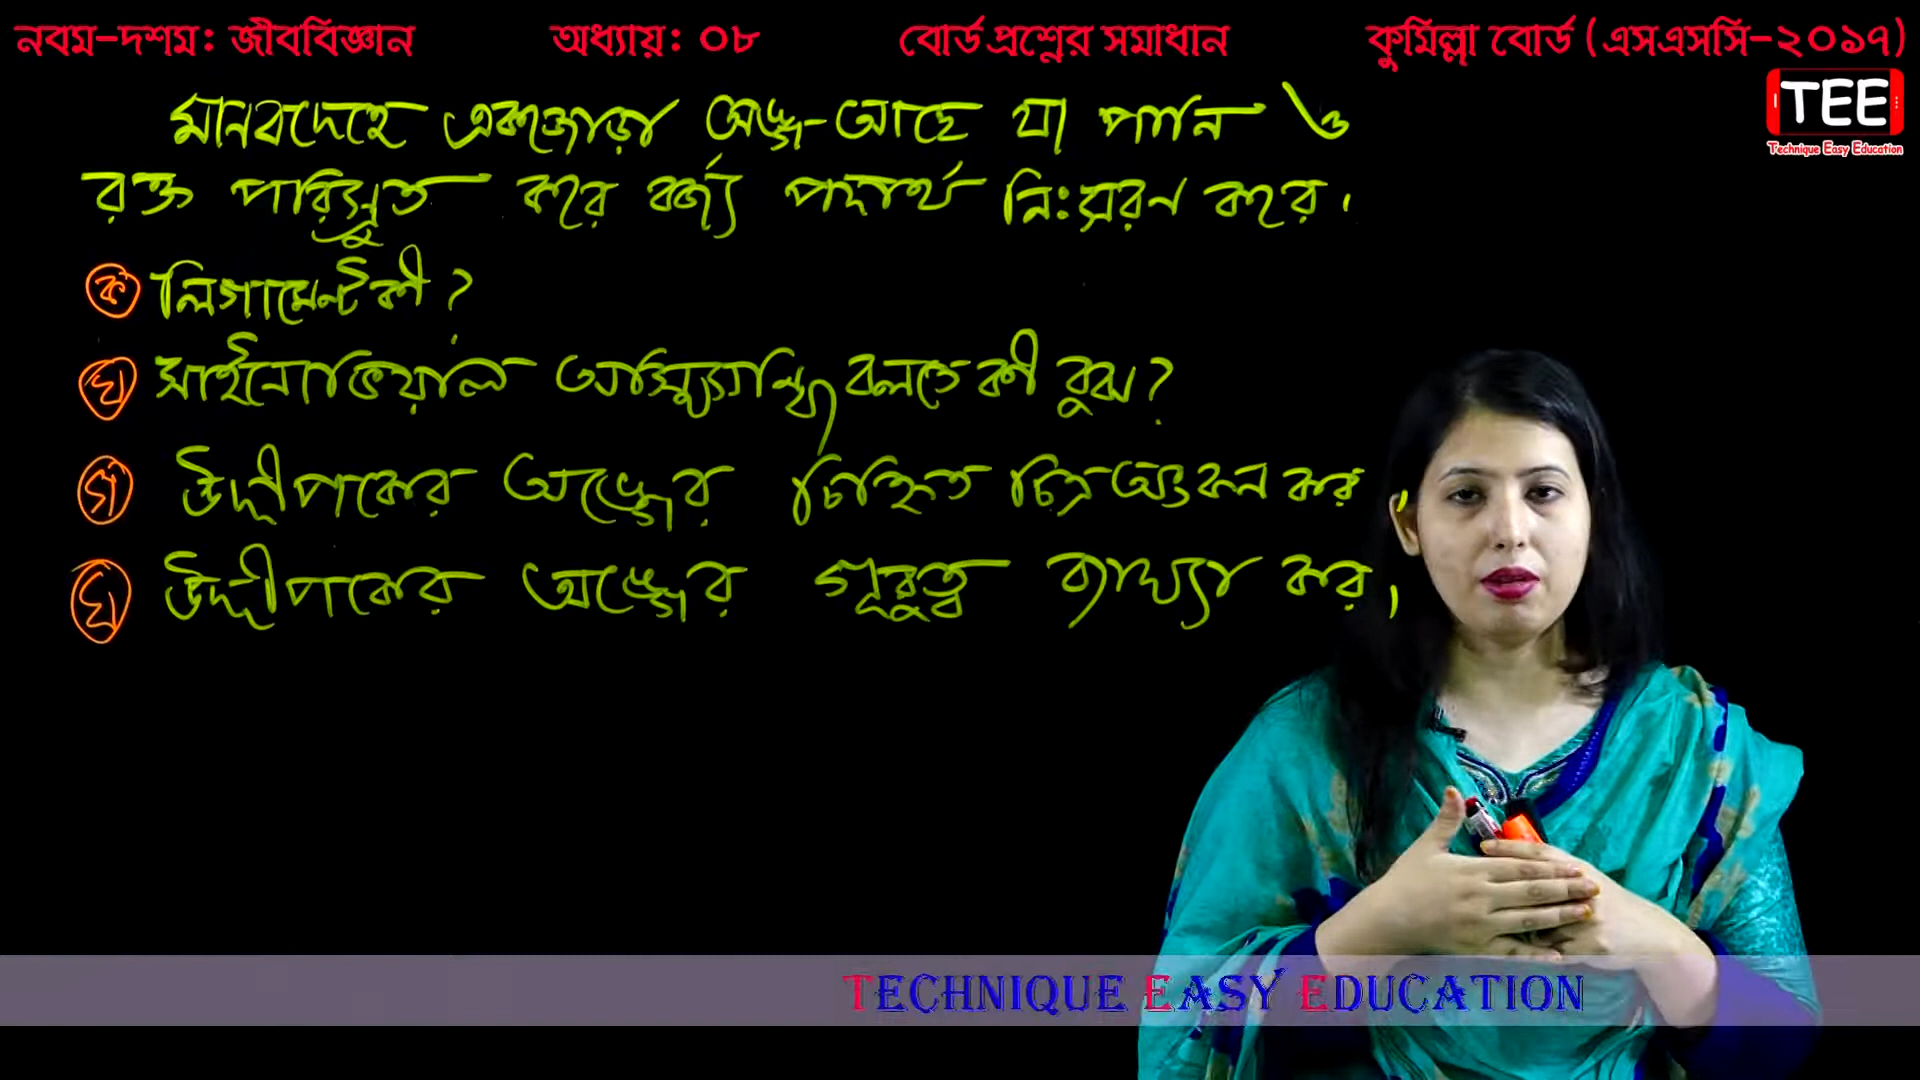 নবম-দশম: জীববিজ্ঞান অধ্যায়: ০৮ বোর্ড প্রশ্নের সমাধান কুমিল্লা বোর্ড (এসএসসি-২০১৭)
TEE
Technique Easy Education
মানবদেহে একজোড়া অঙ্গ আছে যা পানি ও
রক্ত পরিস্রুত করে বর্জ্য পদার্থ নিঃসরণ করে।
ক লিগামেন্ট কী?
খ সাইনোভিয়াল অস্থিসন্ধি বলতে কী বুঝ?
গ উদ্দীপকের অঙ্গের চিহ্নিত চিত্র অংকন কর।
ঘ উদ্দীপকের অঙ্গের গুরুত্ব ব্যাখ্যা কর।
TECHNIQUE EASY EDUCATION